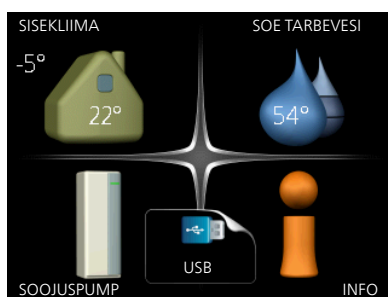 SISEKLIIMA
SOE TARBEVESI
-5°
22°
54°
USB
SOOJUSPUMP
INFO